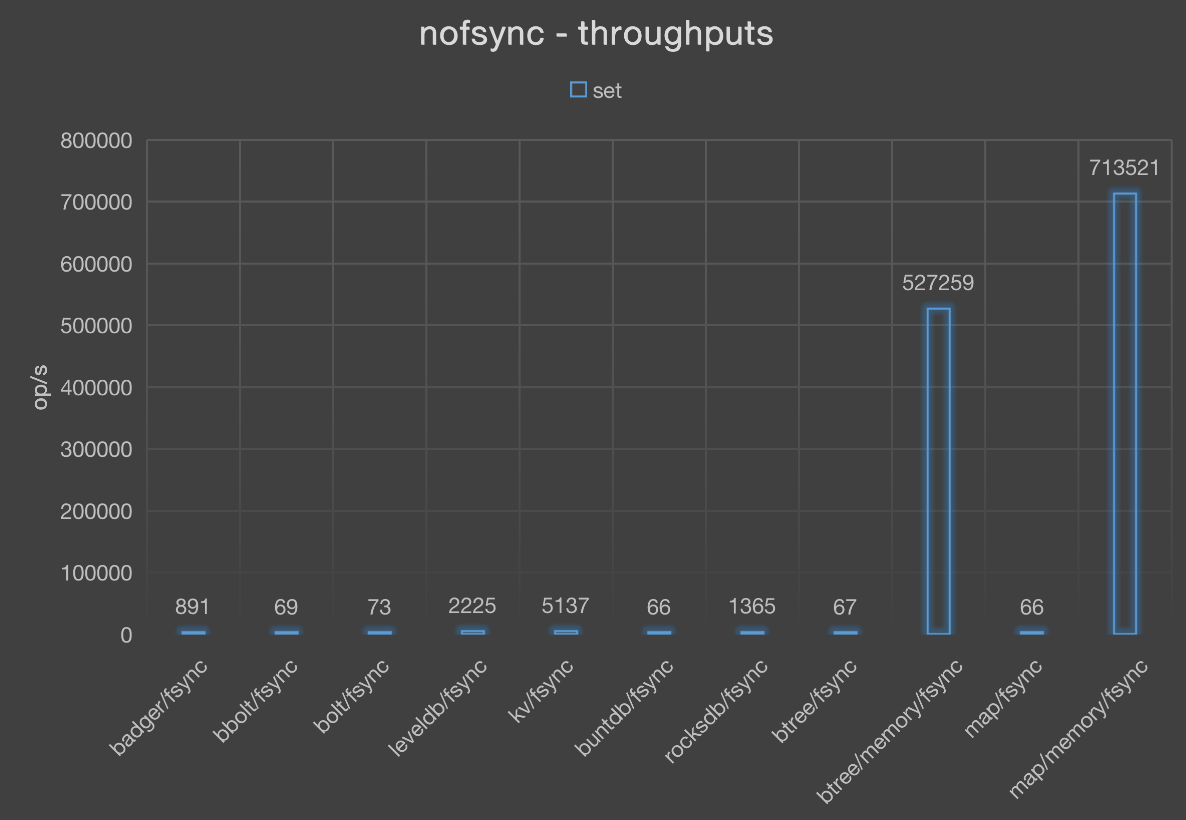 nofsync - throughputs
set
800000
700000
600000
500000
400000
300000
200000
100000
0
op/s
891
69
73
2225
5137
66
1365
67
527259
66
713521
badger/fsync
bbolt/fsync
bolt/fsync
leveldb/fsync
kv/fsync
buntdb/fsync
rocksdb/fsync
btree/fsync
btree/memory/fsync
map/fsync
map/memory/fsync